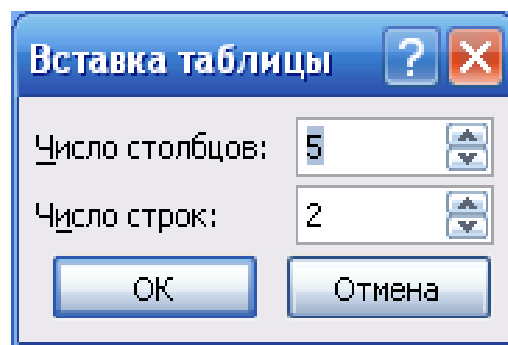 Вставка таблицы ?
Число столбцов: 5
Число строк: 2
ОК Отмена